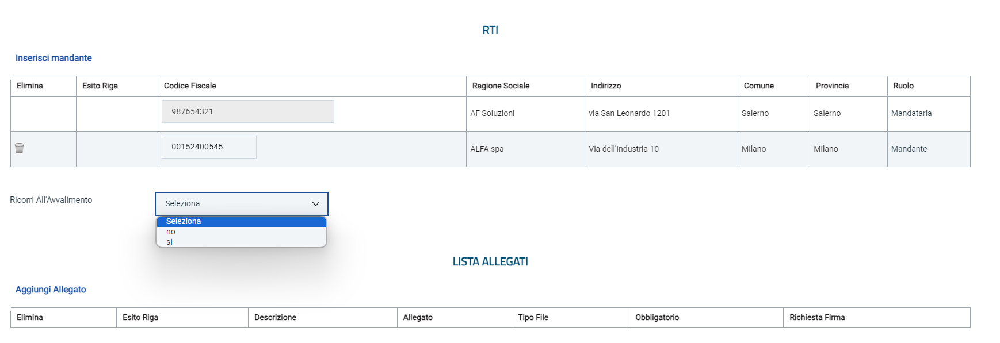 RTI
Inserisci mandante
Elimina Esito Riga Codice Fiscale Ragione Sociale Indirizzo Comune Provincia Ruolo
987654321 AF Soluzioni via San Leonardo 1201 Salerno Salerno Mandataria
00152400545 ALFA spa Via dell'Industria 10 Milano Milano Mandante
Ricorri All'Avvalimento Seleziona
Seleziona
no
si
LISTA ALLEGATI
Aggiungi Allegato
Elimina Esito Riga Descrizione Allegato Tipo File Obbligatorio Richiesta Firma